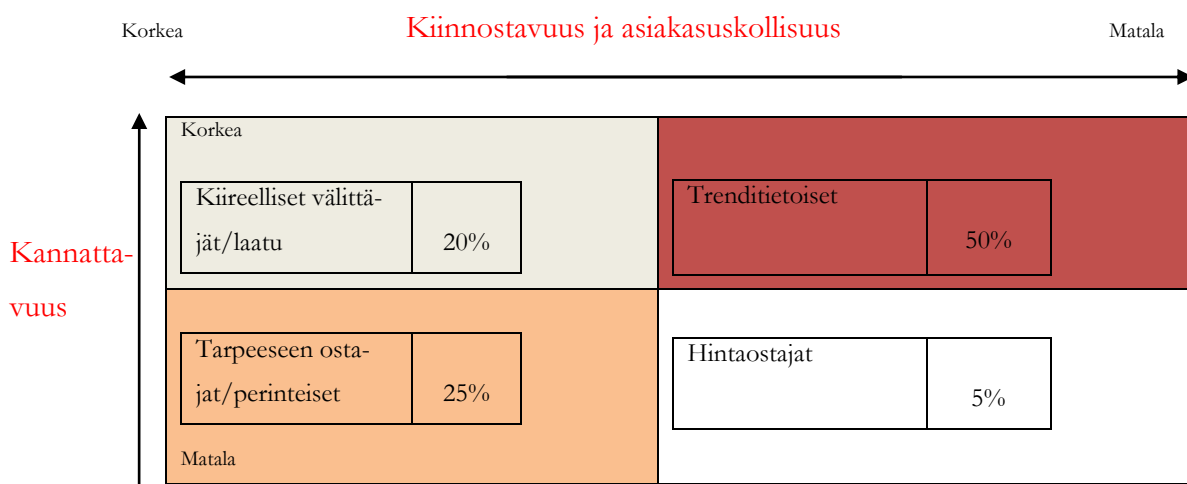 Korkea
Kiinnostavuus ja asiakasuskollisuus
Matala
Korkea
Kiireelliset välittä-
jät/laatu
20%
Trenditietoiset
50%
Kannatta-
vuus
Tarpeeseen osta-
jat/perinteiset
25%
Hintaostajat
5%
Matala